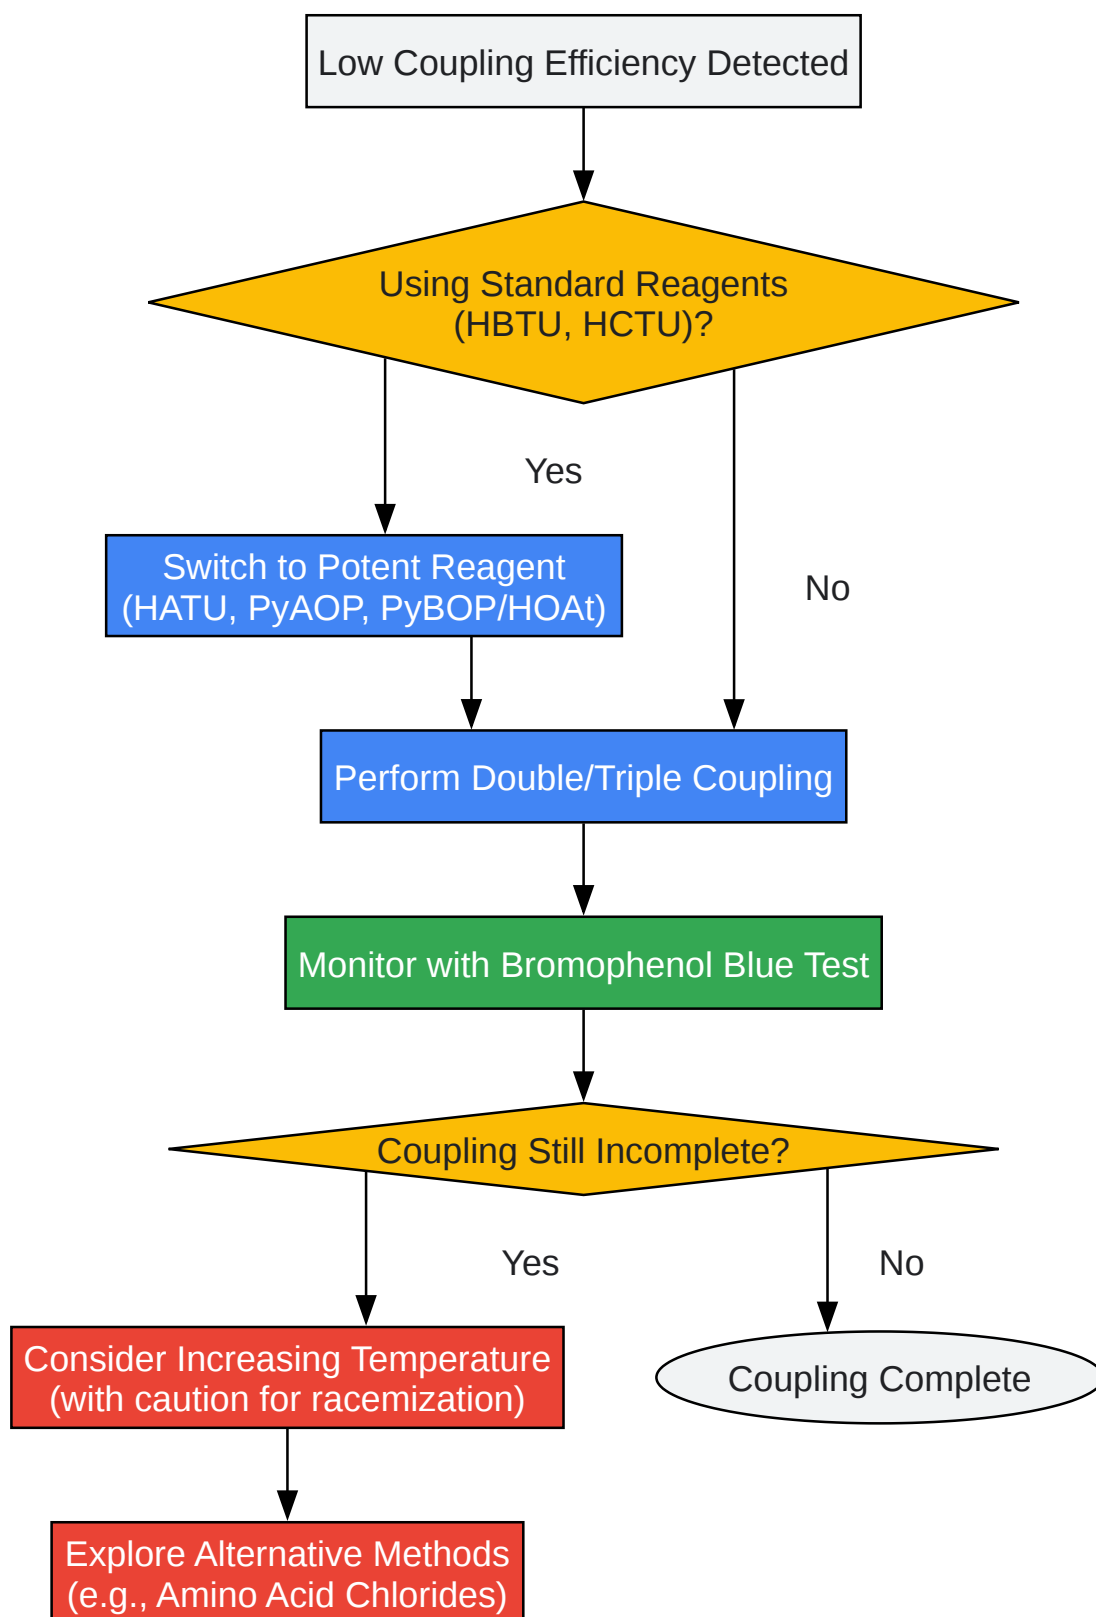 Low Coupling Efficiency Detected
Using Standard Reagents
(HBTU, HCTU)?
Yes
Switch to Potent Reagent
(HATU, PyAOP, PyBOP/HOAt)
No
Perform Double/Triple Coupling
Monitor with Bromophenol Blue Test
Coupling Still Incomplete?
Yes
No
Consider Increasing Temperature
(with caution for racemization)
Coupling Complete
Explore Alternative Methods
(e.g., Amino Acid Chlorides)